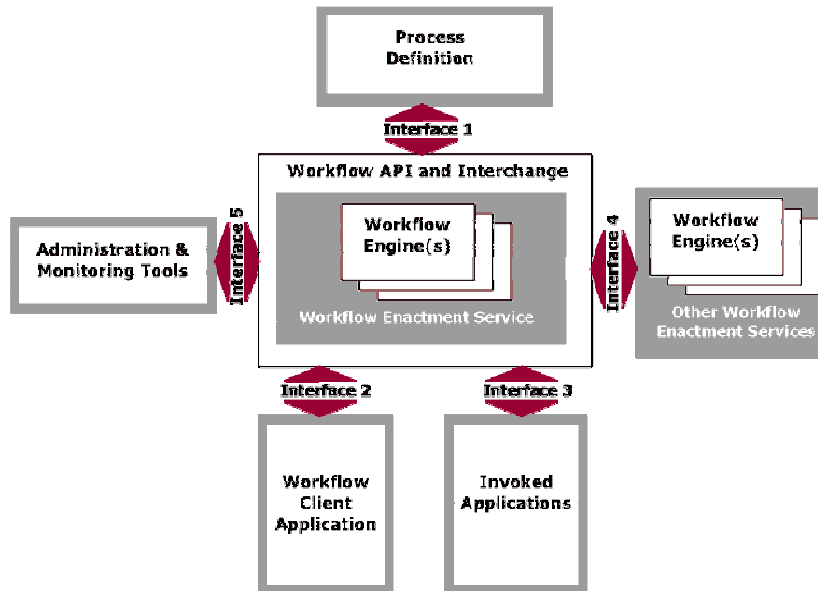 Process
Definition
Interface 1
Workflow API and Interchange
Workflow
Engine(s)
Workflow Enactment Service
Interface 5
Administration &
Monitoring Tools
Interface 4
Workflow
Engine(s)
Other Workflow
Enactment Services
Interface 2
Interface 3
Workflow
Client
Application
Invoked
Applications